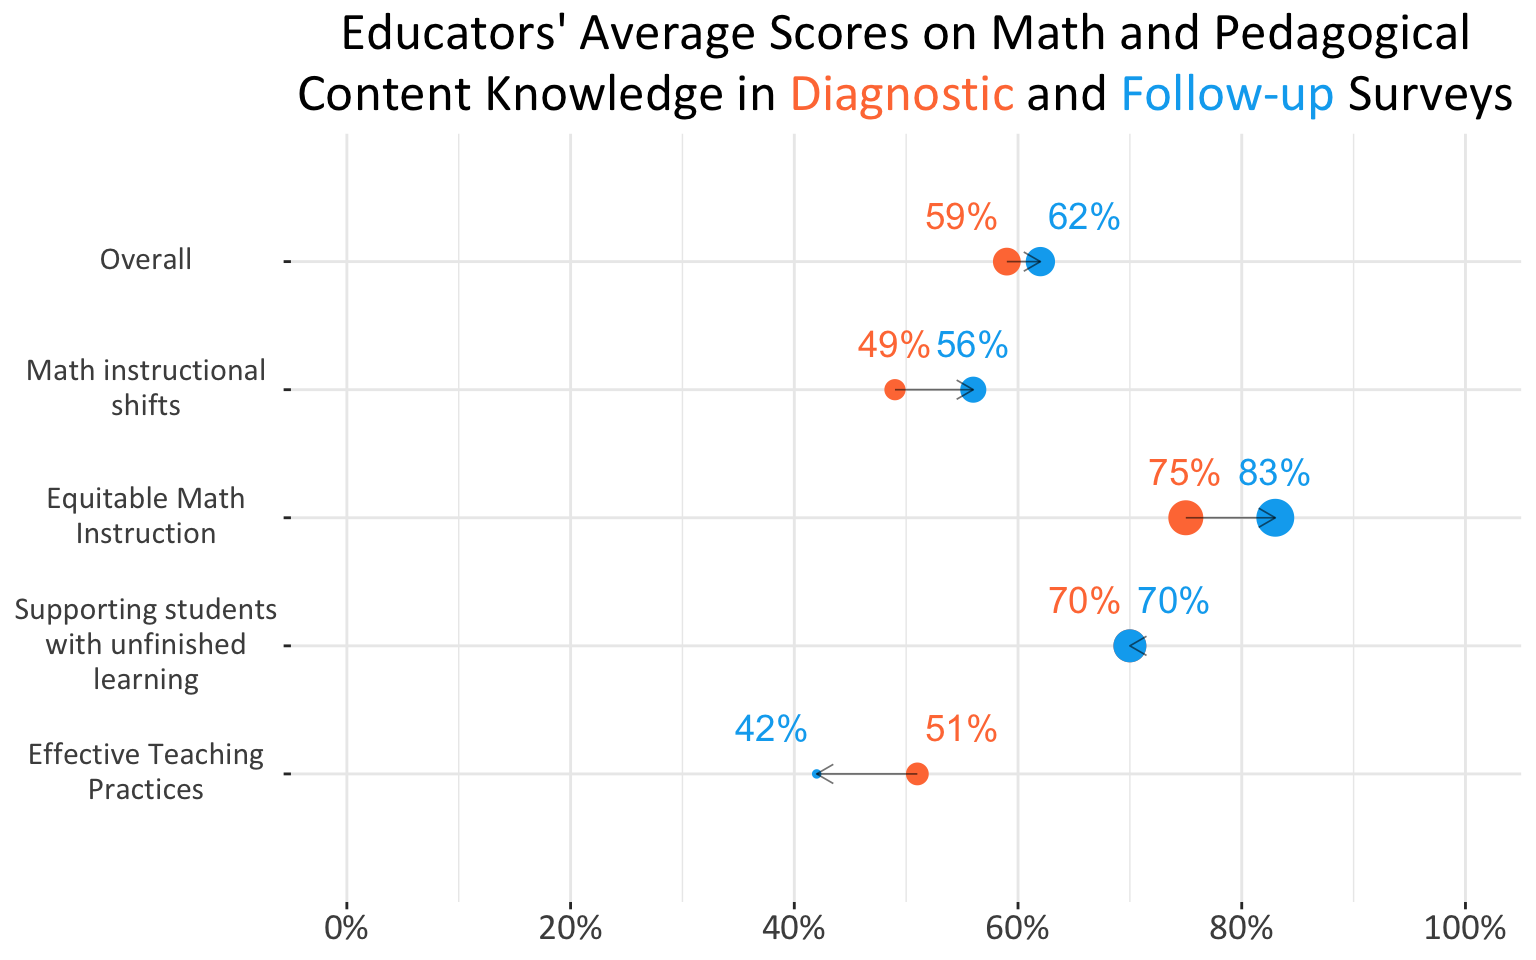 Educators' Average Scores on Math and Pedagogical
Content Knowledge in Diagnostic and Follow-up Surveys
59% 62%
Overall
49% 56%
Math instructional
shifts
75% 83%
Equitable Math
Instruction
70% 70%
Supporting students
with unfinished
learning
42% 51%
Effective Teaching
Practices
0% 20% 40% 60% 80% 100%